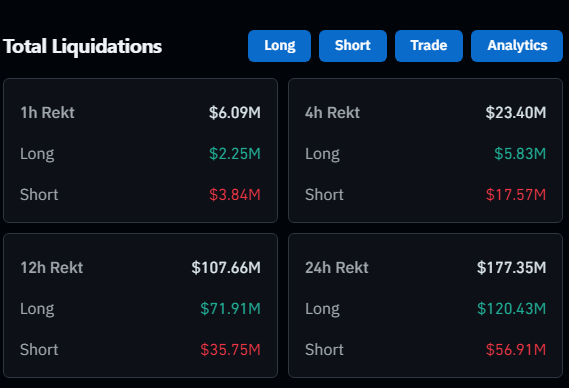 Total Liquidations Long Short Trade Analytics
1h Rekt $6.09M
Long $2.25M
Short $3.84M
4h Rekt $23.40M
Long $5.83M
Short $17.57M
12h Rekt $107.66M
Long $71.91M
Short $35.75M
24h Rekt $177.35M
Long $120.43M
Short $56.91M